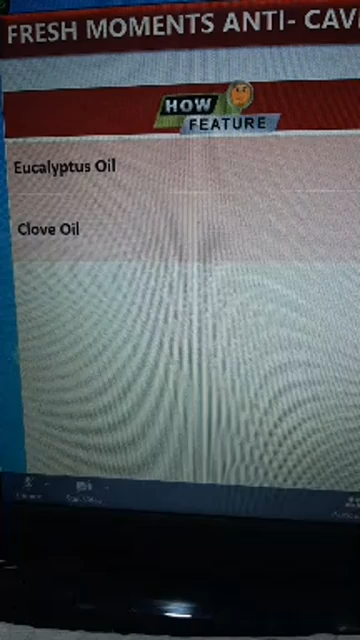 FRESH MOMENTS ANTI- CAV
HOW
FEATURE
Eucalyptus Oil
Clove Oil